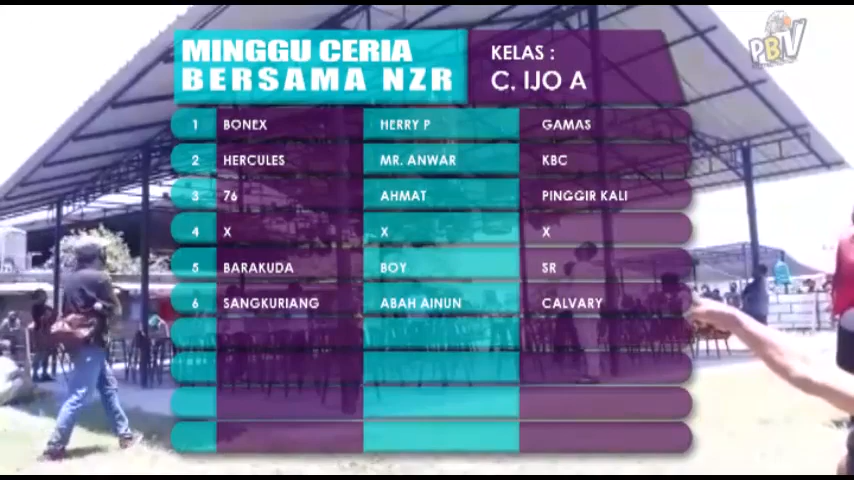 MINGGU CERIA
BERSAMA NZR
KELAS :
C. IJO A
PBTV
1 BONEX HERRY P GAMAS
2 HERCULES MR. ANWAR KBC
3 76 AHMAT PINGGIR KALI
4 X X X
5 BARAKUDA BOY SR
6 SANGKURIANG ABAH AINUN CALVARY